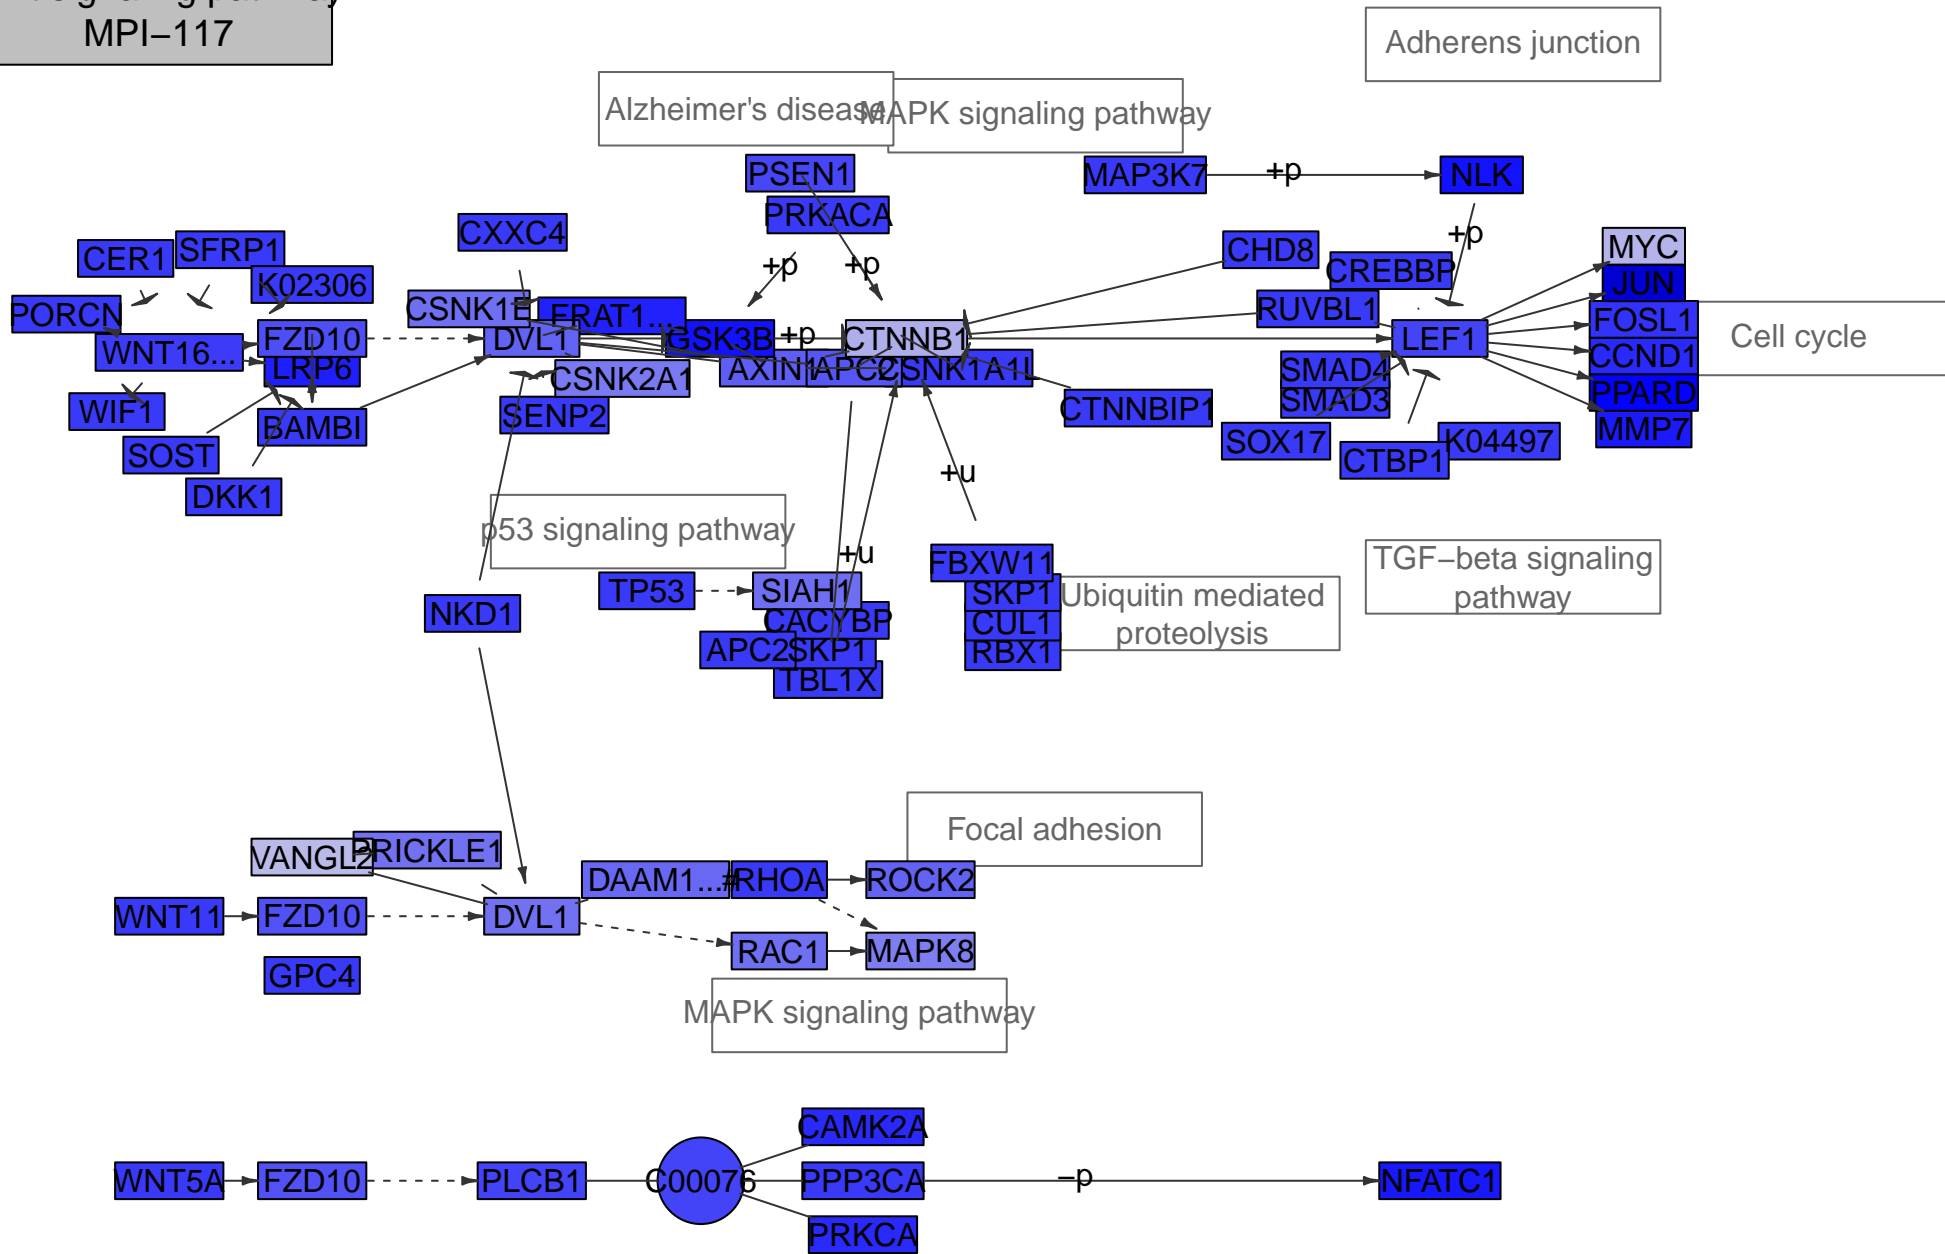 signaling pathway
MPI–117
Adherens junction
Alzheimer's disease
MAPK signaling pathway
PSEN1
PRKACA
MAP3K7
+p
NLK
CXXC4
CER1
SFRP1
K02306
PORCN
WNT16...
FZD10
LRP6
WIF1
SOST
BAMBI
DKK1
CSNK1E
FRAT1...
DVL1
GSK3B
+p
+p
+p
CTNNB1
AXIN1
APC2
CSNK1A1L
CSNK2A1
SENP2
CTNNBIP1
CHD8
CREBBP
RUVBL1
+p
LEF1
SMAD4
SMAD3
SOX17
CTBP1
K04497
MYC
JUN
FOSL1
CCND1
PPARD
MMP7
Cell cycle
+u
p53 signaling pathway
+u
TP53
SIAH1
CACYBP
APC2
SKP1
TBL1X
NKD1
FBXW11
SKP1
CUL1
RBX1
Ubiquitin mediated
proteolysis
TGF–beta signaling
pathway
Focal adhesion
VANGL2
PRICKLE1
DAAM1...#
RHOA
ROCK2
WNT11
FZD10
DVL1
RAC1
MAPK8
GPC4
MAPK signaling pathway
CAMK2A
WNT5A
FZD10
PLCB1
C00076
PPP3CA
–p
NFATC1
PRKCA